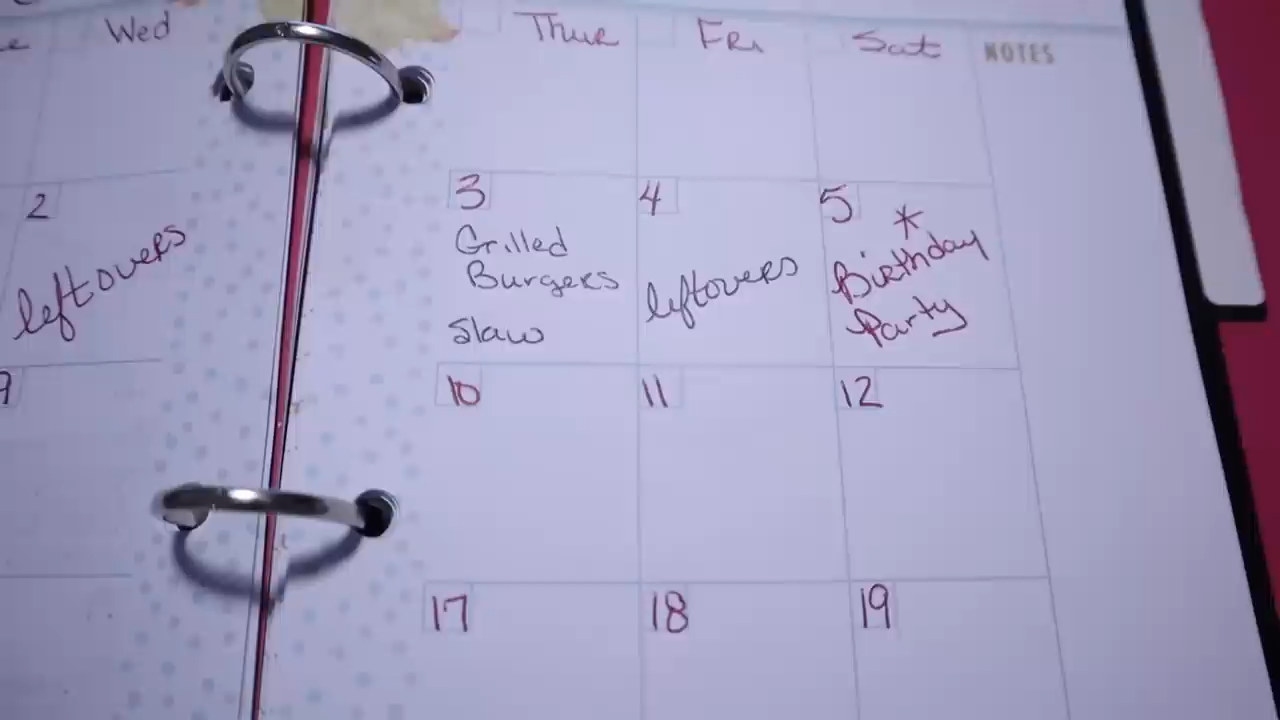 Wed Thur Fri Sat NOTES
2 3 4 5
*
leftovers Grilled Burgers Slaw leftovers Birthday Party
9 10 11 12
17 18 19